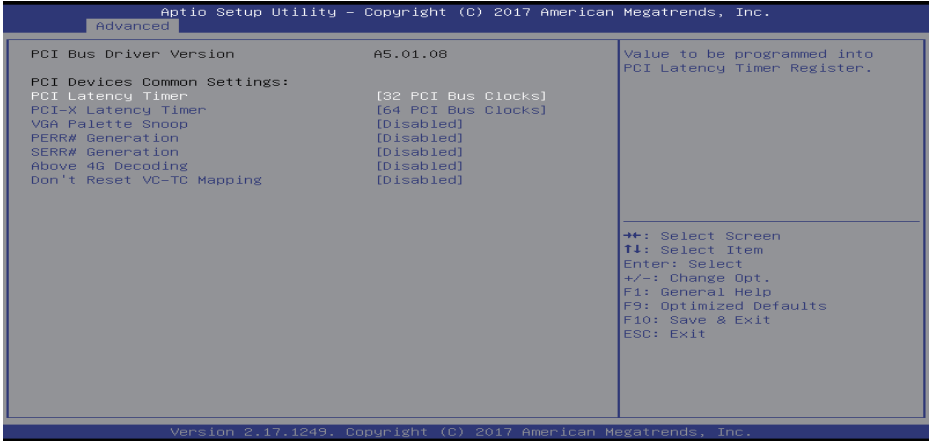 Aptio Setup Utility – Copyright (C) 2017 American Megatrends, Inc.
Advanced
PCI Bus Driver Version A5.01.08
PCI Devices Common Settings:
PCI Latency Timer [32 PCI Bus Clocks]
PCI-X Latency Timer [64 PCI Bus Clocks]
VGA Palette Snoop [Disabled]
PERR# Generation [Disabled]
SERR# Generation [Disabled]
Above 4G Decoding [Disabled]
Don't Reset VC-TC Mapping [Disabled]
Value to be programmed into
PCI Latency Timer Register.
→←: Select Screen
↑↓: Select Item
Enter: Select
+/-: Change Opt.
F1: General Help
F9: Optimized Defaults
F10: Save & Exit
ESC: Exit
Version 2.17.1249. Copyright (C) 2017 American Megatrends, Inc.